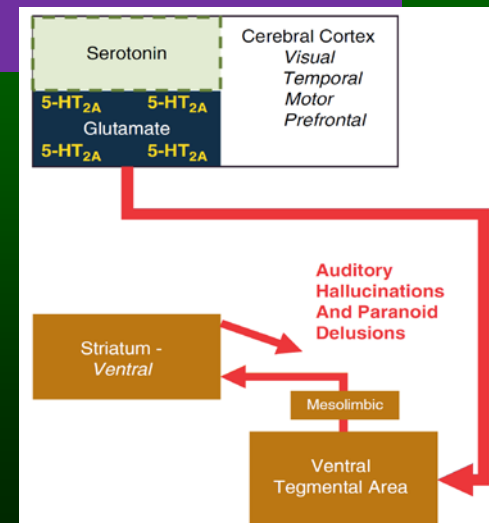 Serotonin
5-HT2A 5-HT2A
Glutamate
5-HT2A 5-HT2A
Cerebral Cortex
Visual
Temporal
Motor
Prefrontal
Auditory
Hallucinations
And Paranoid
Delusions
Striatum -
Ventral
Mesolimbic
Ventral
Tegmental Area